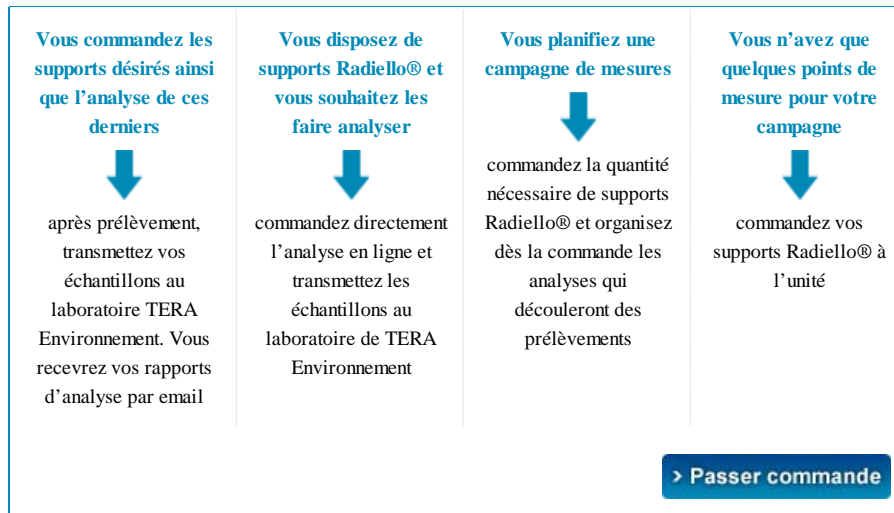 Vous commandez les
supports désirés ainsi
que l’analyse de ces
derniers
après prélèvement,
transmettez vos
échantillons au
laboratoire TERA
Environnement. Vous
recevrez vos rapports
d’analyse par email
Vous disposez de
supports Radiello® et
vous souhaitez les
faire analyser
commandez directement
l’analyse en ligne et
transmettez les
échantillons au
laboratoire de TERA
Environnement
Vous planifiez une
campagne de mesures
commandez la quantité
nécessaire de supports
Radiello® et organisez
dès la commande les
analyses qui
découleront des
prélèvements
Vous n’avez que
quelques points de
mesure pour votre
campagne
commandez vos
supports Radiello® à
l’unité
› Passer commande